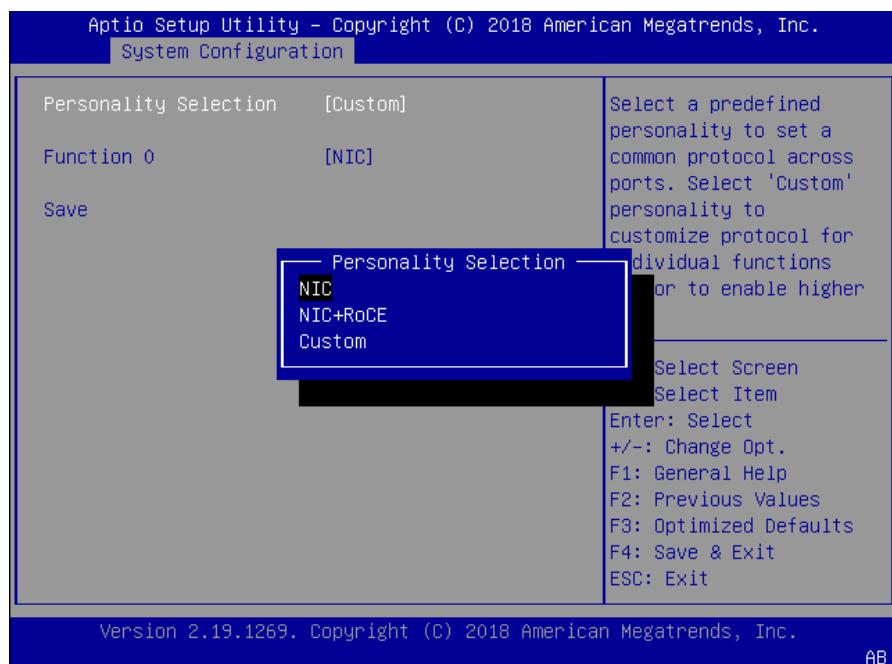 Aptio Setup Utility – Copyright (C) 2018 American Megatrends, Inc.
System Configuration
Personality Selection [Custom]
Function 0 [NIC]
Save
Personality Selection
NIC
NIC+RoCE
Custom
Select a predefined
personality to set a
common protocol across
ports. Select 'Custom'
personality to
customize protocol for
dividual functions
or to enable higher
Select Screen
Select Item
Enter: Select
+/-: Change Opt.
F1: General Help
F2: Previous Values
F3: Optimized Defaults
F4: Save & Exit
ESC: Exit
Version 2.19.1269. Copyright (C) 2018 American Megatrends, Inc.
AB